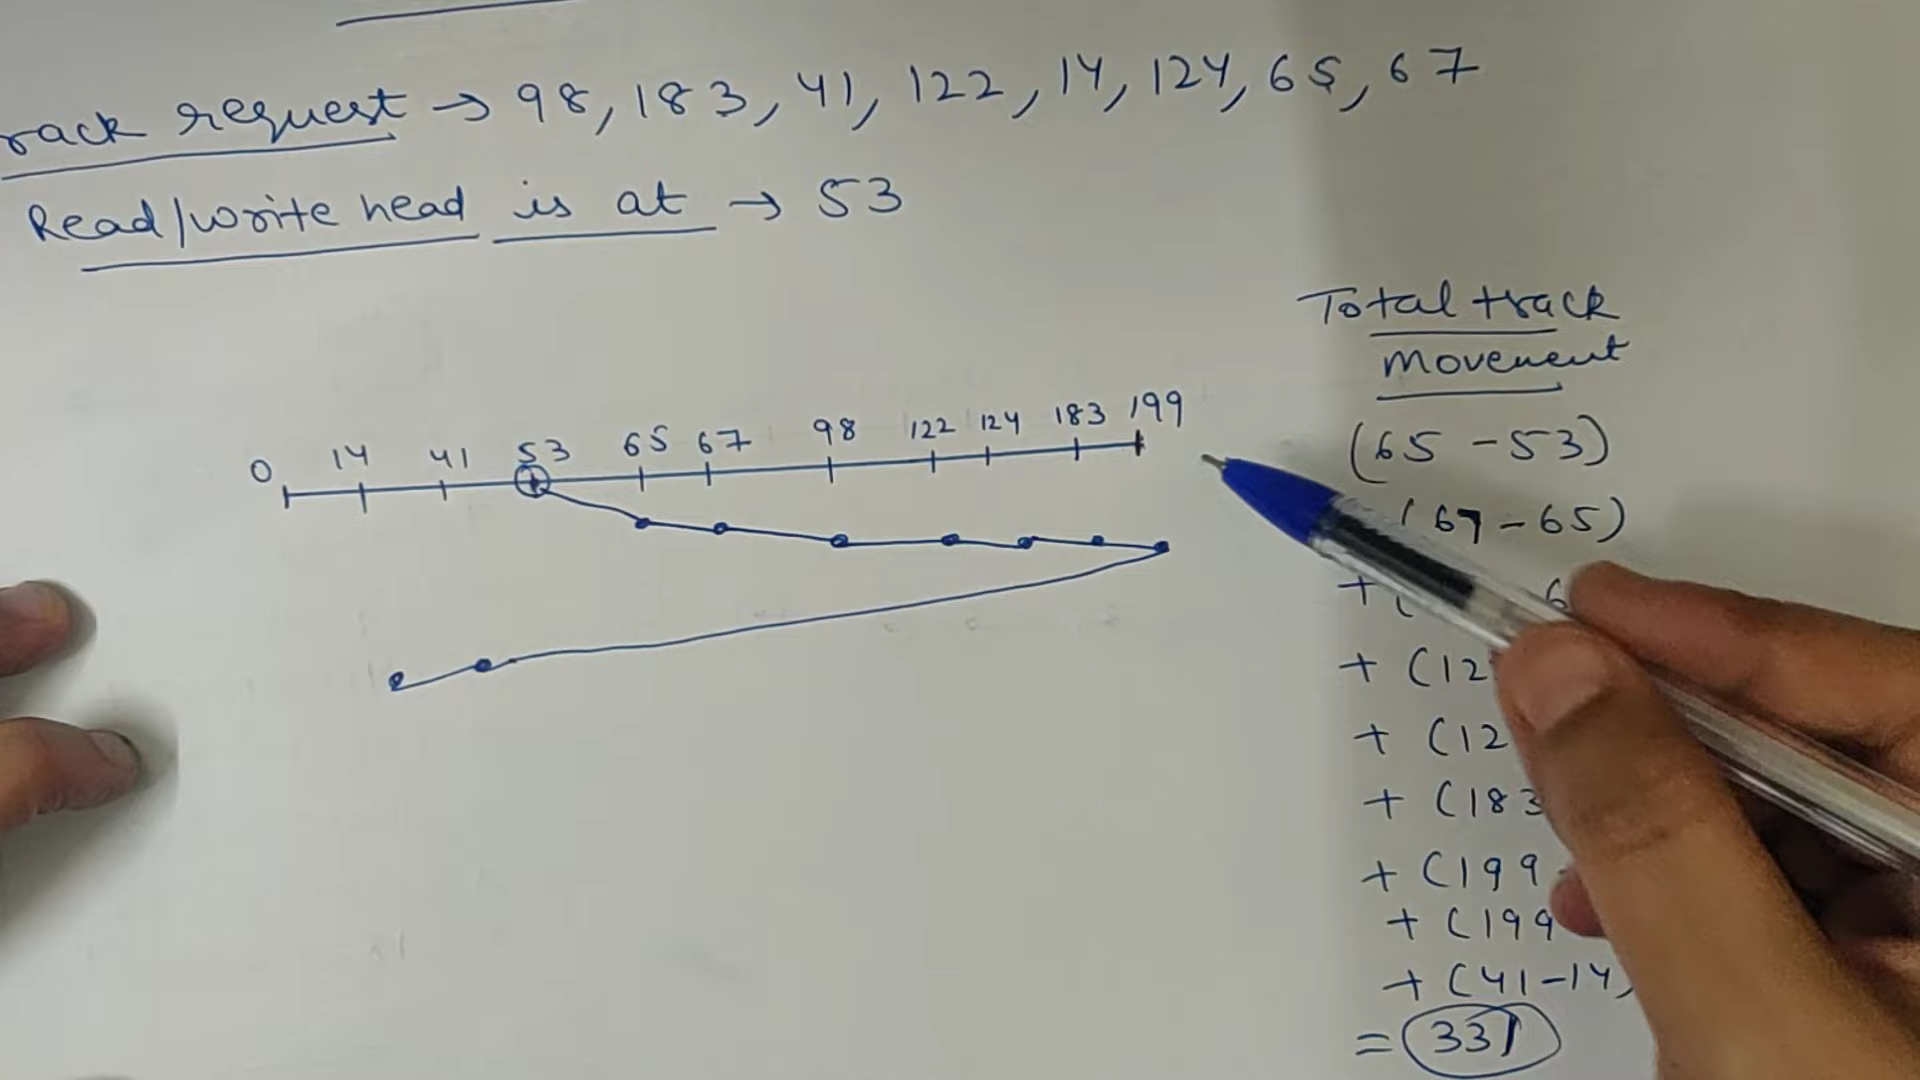 rack request → 98, 183, 41, 122, 14, 124, 65, 67
Read/write head is at → 53
0 14 41 53 65 67 98 122 124 183 199
Total track
movement
(65 - 53)
(67 - 65)
+ ( 6
+ (12
+ (12
+ (183
+ (199
+ (199
+ (41-14)
= 331